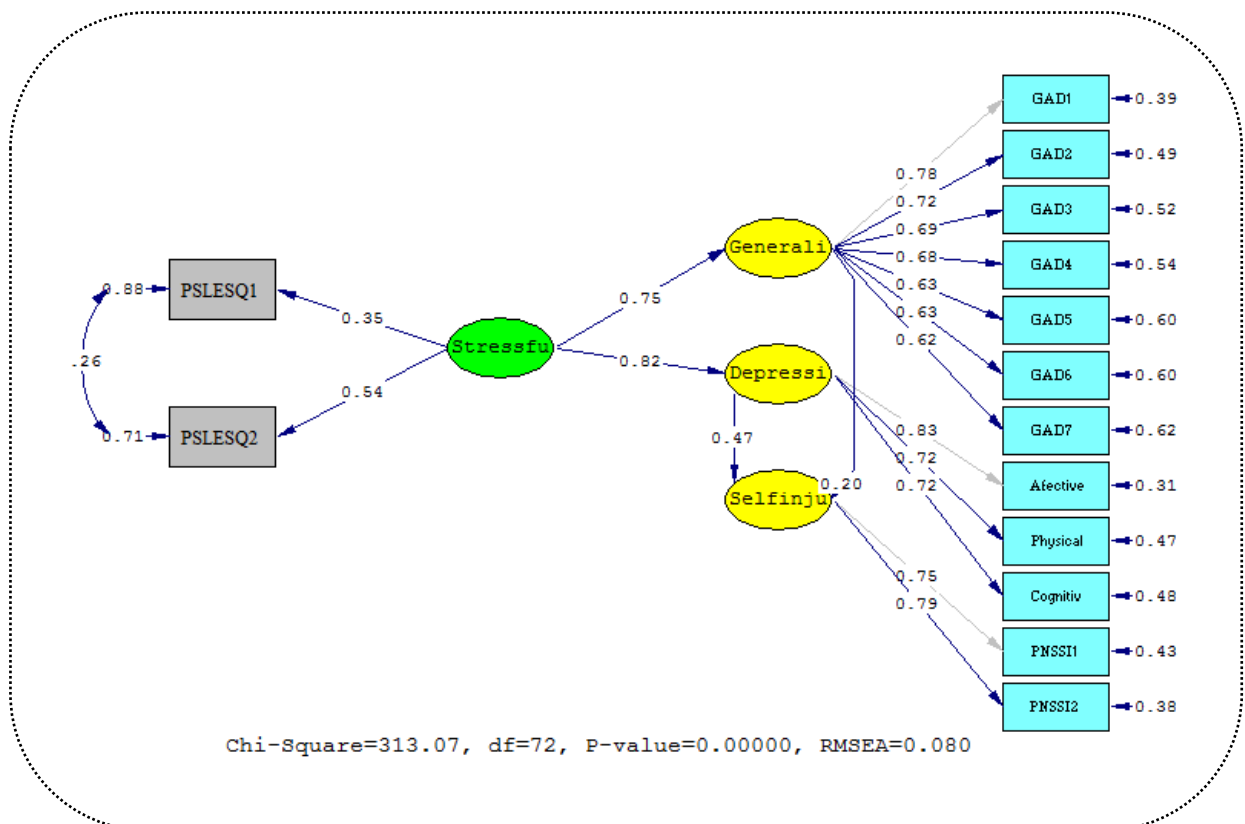 GAD1
0.39
GAD2
0.49
0.78
0.72
GAD3
0.52
Generali
0.69
0.68
GAD4
0.54
0.88
PSLESQ1
0.75
0.63
GAD5
0.60
0.35
0.63
0.62
Stressfu
.26
0.82
Depressi
GAD6
0.60
0.54
0.71
PSLESQ2
0.47
0.83
0.72
0.72
GAD7
0.62
0.20
Selfinju
Afective
0.31
Physical
0.47
0.75
0.79
Cognitiv
0.48
PNSSI1
0.43
PNSSI2
0.38
Chi-Square=313.07, df=72, P-value=0.00000, RMSEA=0.080